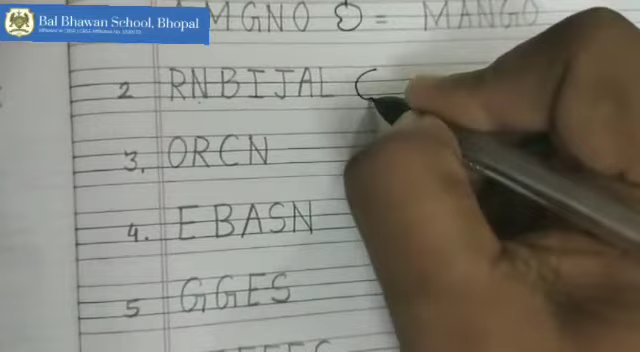 Bal Bhawan School, Bhopal
MGNO = MANGO
2 RNBIJAL
3. ORCN
4. EBASN
5 GGES